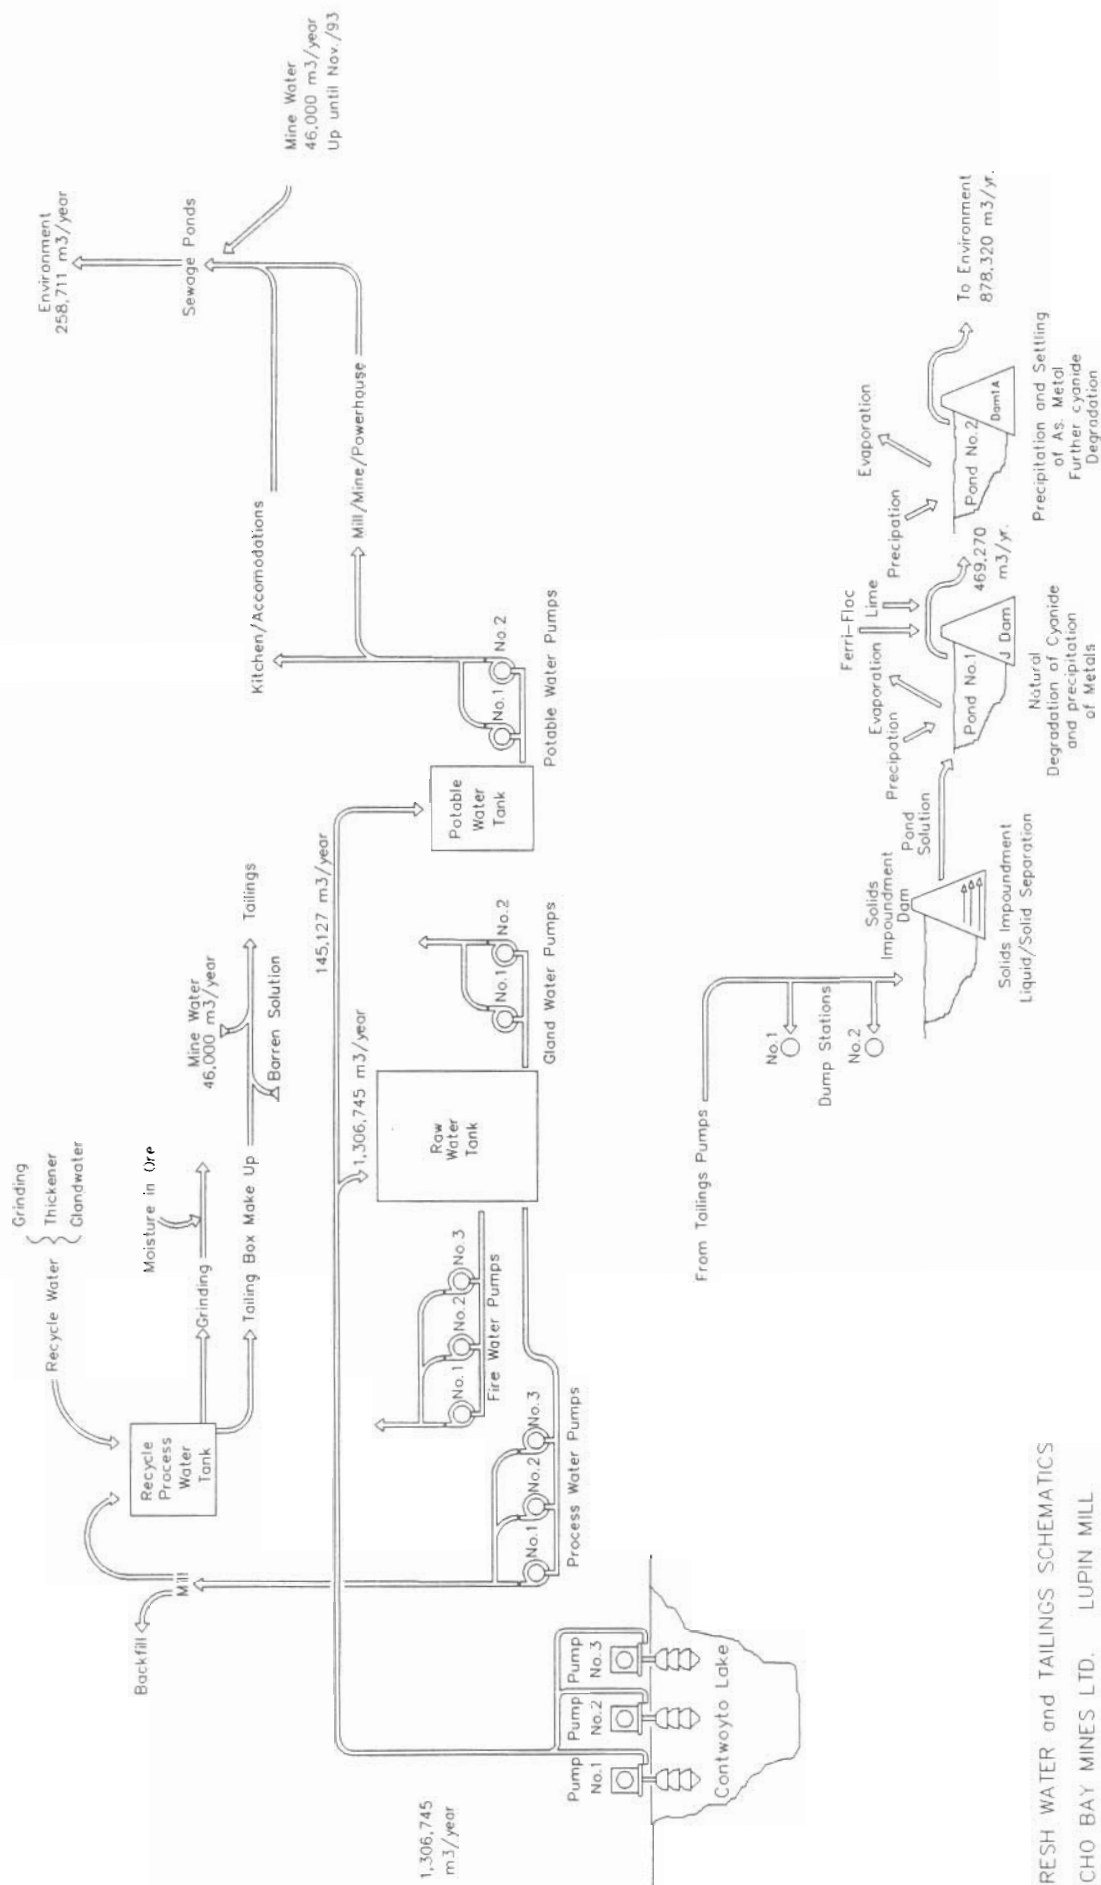 Environment
258,711 m3/year
Sewage Ponds
Mine Water
46,000 m3/year
Up until Nov./93
Kitchen/Accomodations
Mill/Mine/Powerhouse
No.1
No.2
Potable Water Pumps
Potable
Water
Tank
145,127 m3/year
Grinding
Thickener
Glandwater
Recycle Water
Moisture in Ore
Mine Water
46,000 m3/year
Grinding
Tailing Box Make Up
Barren Solution
Tailings
Recycle
Process
Water
Tank
Backfill
Mill
1,306,745 m3/year
Raw
Water
Tank
No.1
No.2
Gland Water Pumps
No.1
No.2
No.3
Fire Water Pumps
No.1
No.2
No.3
Process Water Pumps
1,306,745
m3/year
Pump
No.1
Pump
No.2
Pump
No.3
Contwoyto Lake
From Tailings Pumps
No.1
No.2
Dump Stations
Solids
Impoundment
Dam
Solids Impoundment
Liquid/Solid Separation
Pond
Solution
Precipation
Evaporation
Ferri-Floc
Lime
Pond No.1
J Dam
469,270
m3/yr.
Natural
Degradation of Cyanide
and precipitation
of Metals
Precipation
Evaporation
Pond No.2
Dam1A
To Environment
878,320 m3/yr.
Precipitation and Settling
of As. Metal
Further cyanide
Degradation
RESH WATER and TAILINGS SCHEMATICS
CHO BAY MINES LTD. LUPIN MILL